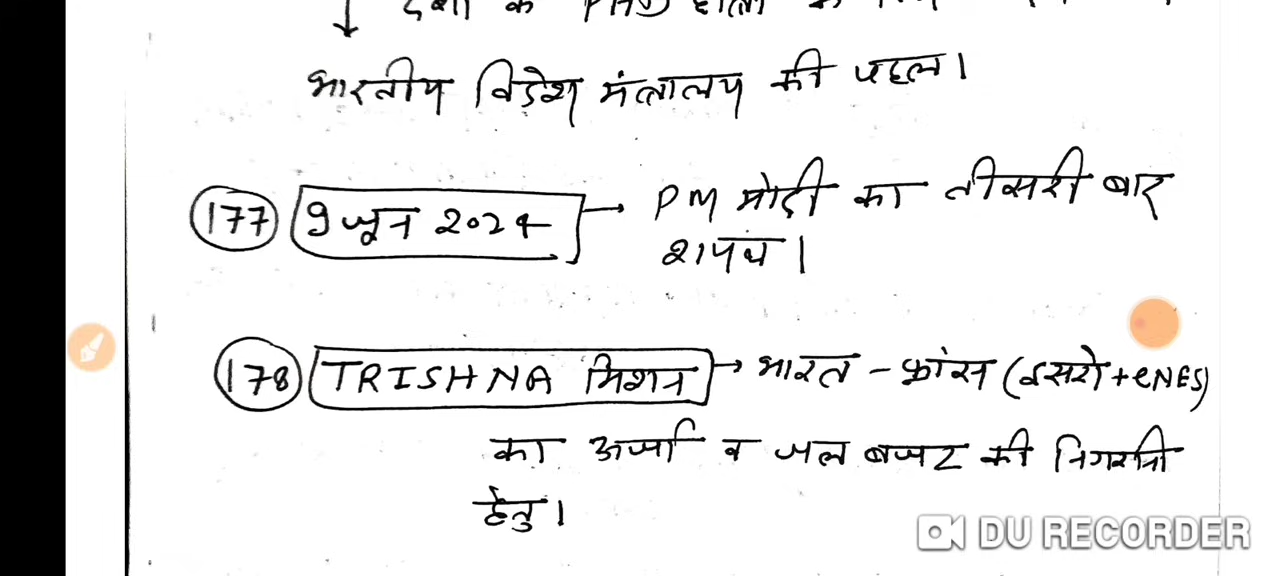 देशों के PHD छात्रों के लिए
भारतीय विदेश मंत्रालय की पहल।
177 9 जून 2024 → PM मोदी का तीसरी बार
शपथ।
178 TRISHNA मिशन → भारत - फ्रांस (इसरो + CNES)
का ऊर्जा व जल बजट की निगरानी
हेतु।
DU RECORDER